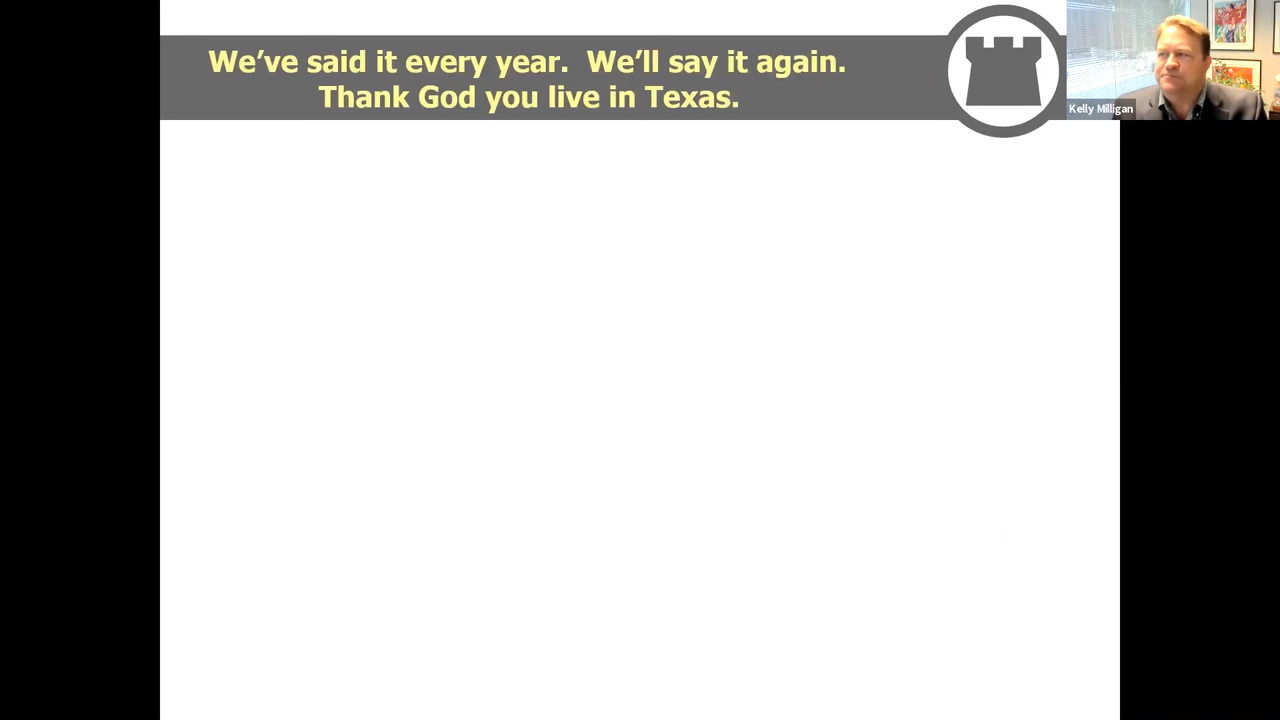 We’ve said it every year.  We’ll say it again.
Thank God you live in Texas.
Kelly Milligan